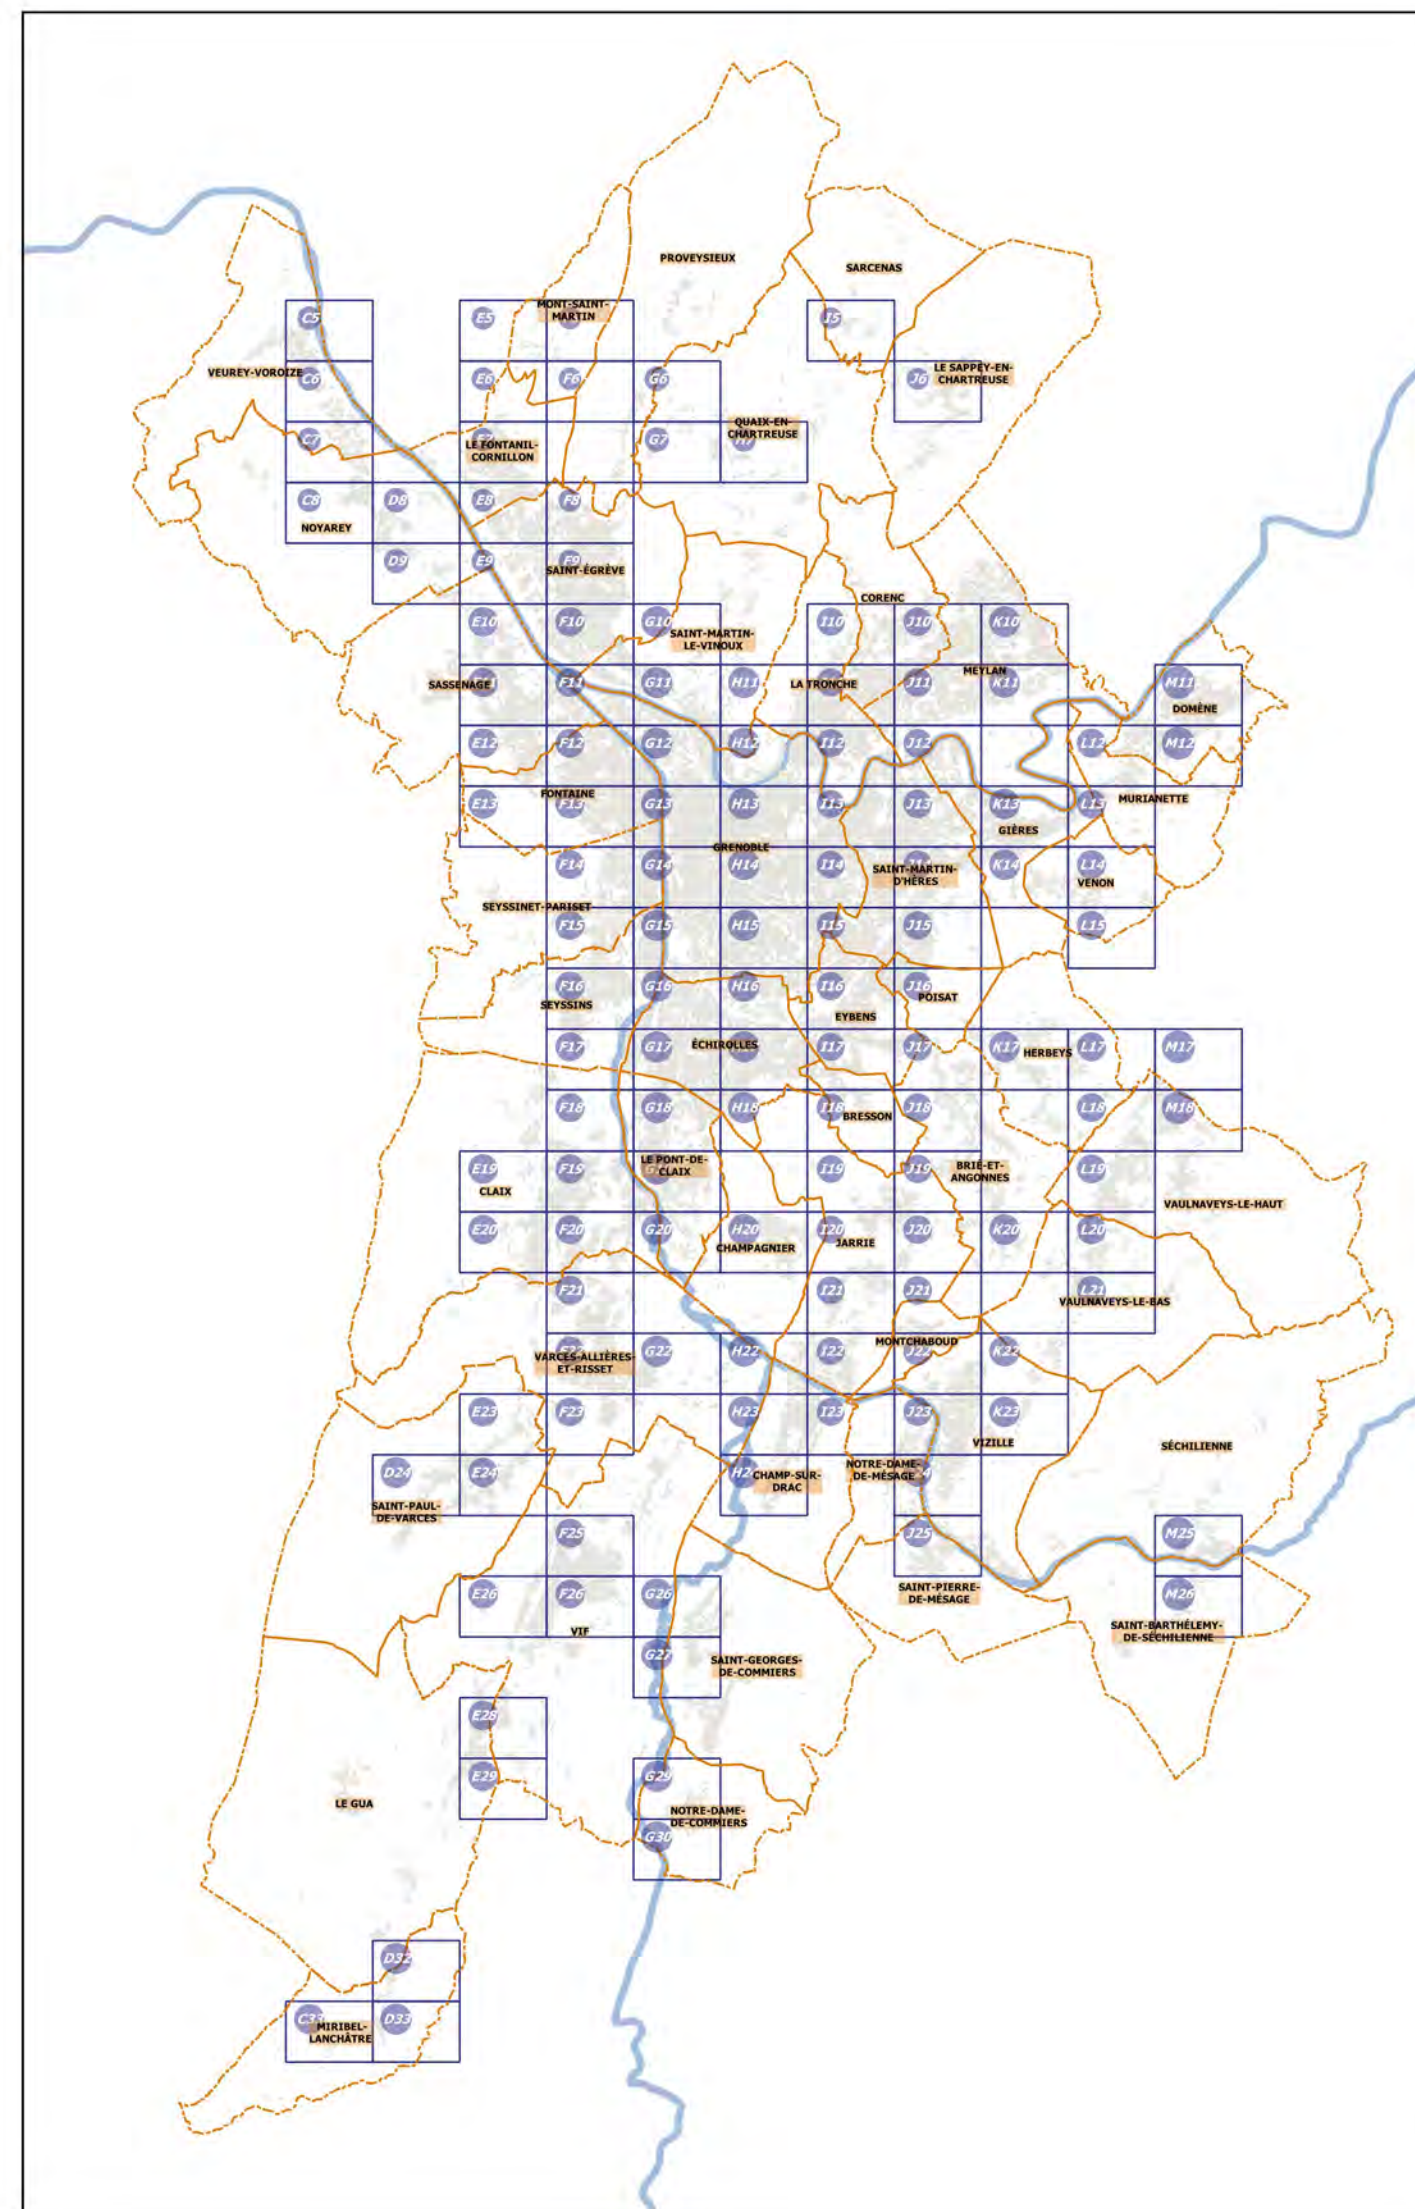 PROVEYSIEUX
SARCENAS
C5
E5
MONT-SAINT-
MARTIN
I5
VEUREY-VOROIZE
C6
E6
F6
G6
J6
LE SAPPEY-EN-
CHARTREUSE
C7
LE FONTANIL-
CORNILLON
G7
QUAIX-EN-
CHARTREUSE
C8
D8
E8
F8
NOYAREY
D9
E9
F9
SAINT-ÉGRÈVE
CORENC
E10
F10
G10
SAINT-MARTIN-
LE-VINOUX
I10
J10
K10
SASSENAGE
F11
G11
H11
LA TRONCHE
J11
MEYLAN
K11
M11
DOMÈNE
E12
F12
G12
H12
I12
J12
L12
M12
FONTAINE
E13
F13
G13
H13
I13
J13
K13
L13
MURIANETTE
GIÈRES
GRENOBLE
F14
G14
H14
I14
SAINT-MARTIN-
D'HÈRES
K14
L14
VENON
SEYSSINET-PARISET
F15
G15
H15
I15
J15
L15
F16
G16
H16
I16
J16
SEYSSINS
POISAT
EYBENS
F17
G17
ÉCHIROLLES
I17
J17
K17
HERBEYS
L17
M17
F18
G18
H18
I18
BRESSON
J18
L18
M18
E19
F19
LE PONT-DE-
CLAIX
I19
J19
BRIÉ-ET-
ANGONNES
L19
CLAIX
VAULNAVEYS-LE-HAUT
E20
F20
G20
H20
I20
J20
K20
L20
CHAMPAGNIER
JARRIE
F21
I21
J21
L21
VAULNAVEYS-LE-BAS
VARCES-ALLIÈRES-
ET-RISSET
G22
H22
I22
MONTCHABOUD
J22
K22
E23
F23
H23
I23
J23
K23
VIZILLE
SÉCHILIENNE
D24
E24
CHAMP-SUR-
DRAC
NOTRE-DAME-
DE-MÉSAGE
SAINT-PAUL-
DE-VARCES
F25
J25
M25
E26
F26
G26
SAINT-PIERRE-
DE-MÉSAGE
M26
VIF
SAINT-BARTHÉLEMY-
DE-SÉCHILIENNE
G27
SAINT-GEORGES-
DE-COMMIERS
E28
E29
G29
LE GUA
NOTRE-DAME-
DE-COMMIERS
G30
D32
C33
D33
MIRIBEL-
LANCHÂTRE